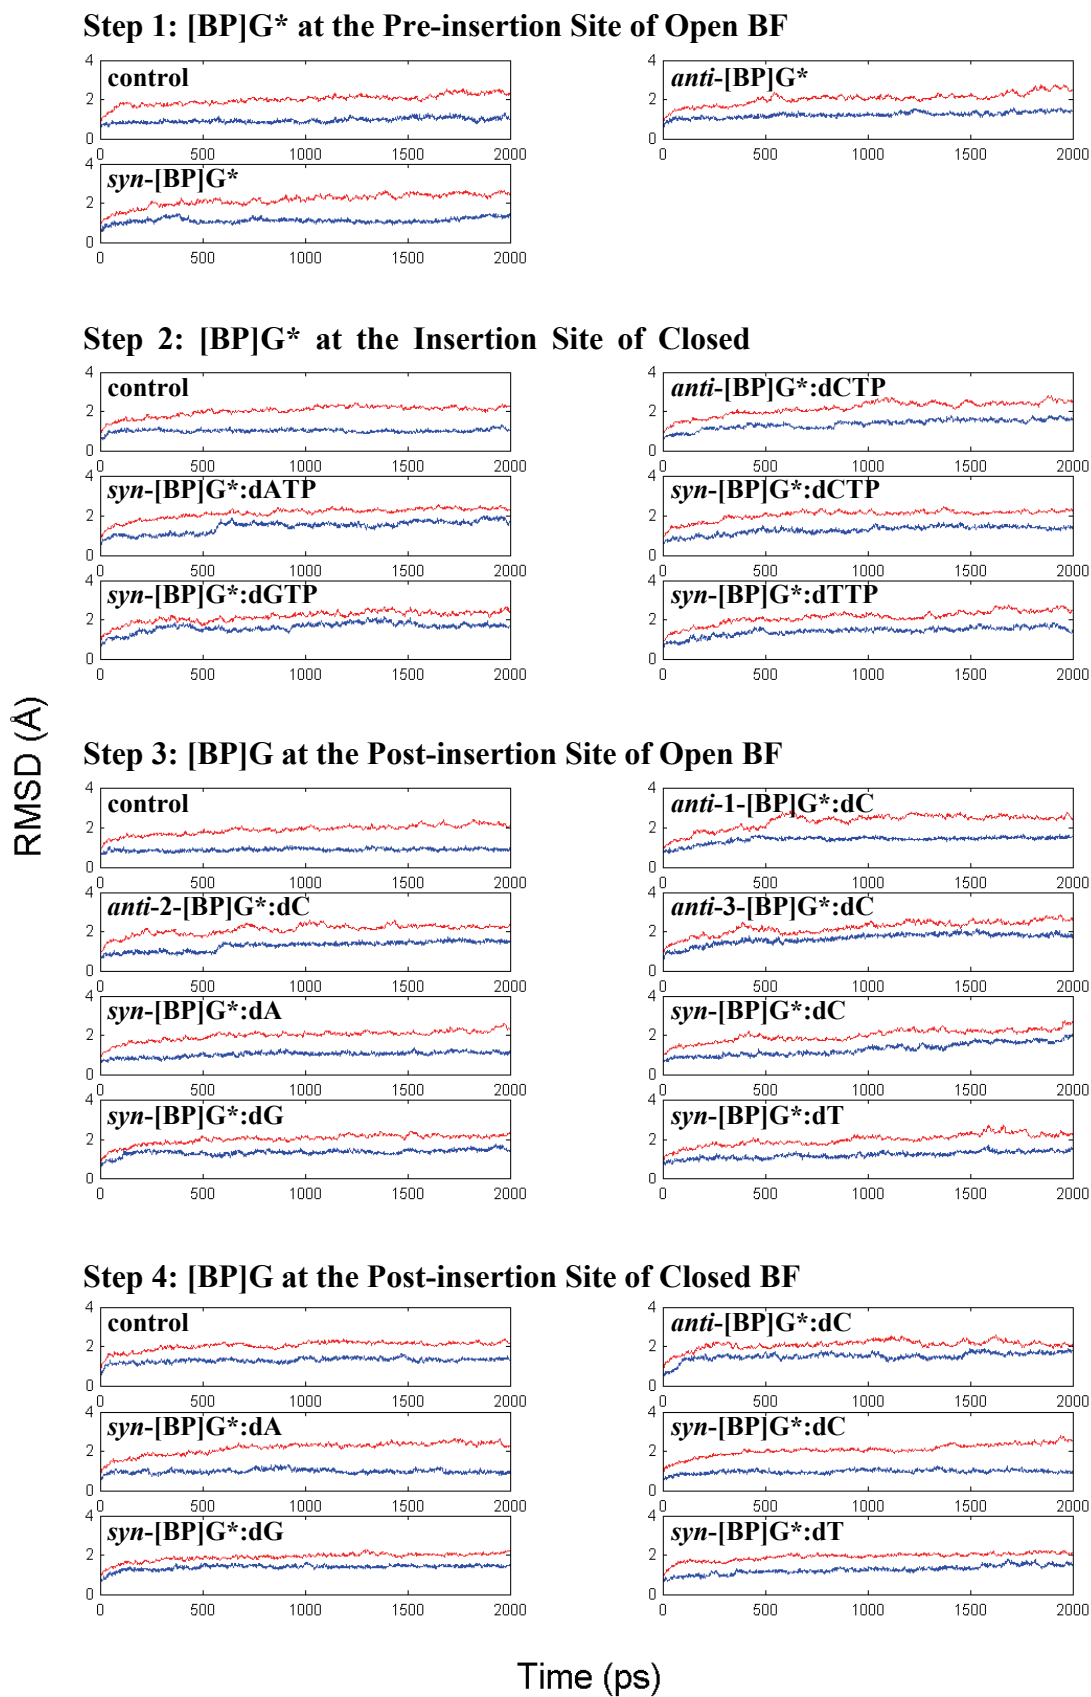 Step 1: [BP]G* at the Pre-insertion Site of Open BF
control
4
2
0
0 500 1000 1500 2000
anti-[BP]G*
4
2
0
0 500 1000 1500 2000
syn-[BP]G*
4
2
0
0 500 1000 1500 2000
Step 2: [BP]G* at the Insertion Site of Closed
control
4
2
0
0 500 1000 1500 2000
anti-[BP]G*:dCTP
4
2
0
0 500 1000 1500 2000
syn-[BP]G*:dATP
4
2
0
0 500 1000 1500 2000
syn-[BP]G*:dCTP
4
2
0
0 500 1000 1500 2000
syn-[BP]G*:dGTP
4
2
0
0 500 1000 1500 2000
syn-[BP]G*:dTTP
4
2
0
0 500 1000 1500 2000
RMSD (Å)
Step 3: [BP]G at the Post-insertion Site of Open BF
control
4
2
0
0 500 1000 1500 2000
anti-1-[BP]G*:dC
4
2
0
0 500 1000 1500 2000
anti-2-[BP]G*:dC
4
2
0
0 500 1000 1500 2000
anti-3-[BP]G*:dC
4
2
0
0 500 1000 1500 2000
syn-[BP]G*:dA
4
2
0
0 500 1000 1500 2000
syn-[BP]G*:dC
4
2
0
0 500 1000 1500 2000
syn-[BP]G*:dG
4
2
0
0 500 1000 1500 2000
syn-[BP]G*:dT
4
2
0
0 500 1000 1500 2000
Step 4: [BP]G at the Post-insertion Site of Closed BF
control
4
2
0
0 500 1000 1500 2000
anti-[BP]G*:dC
4
2
0
0 500 1000 1500 2000
syn-[BP]G*:dA
4
2
0
0 500 1000 1500 2000
syn-[BP]G*:dC
4
2
0
0 500 1000 1500 2000
syn-[BP]G*:dG
4
2
0
0 500 1000 1500 2000
syn-[BP]G*:dT
4
2
0
0 500 1000 1500 2000
Time (ps)